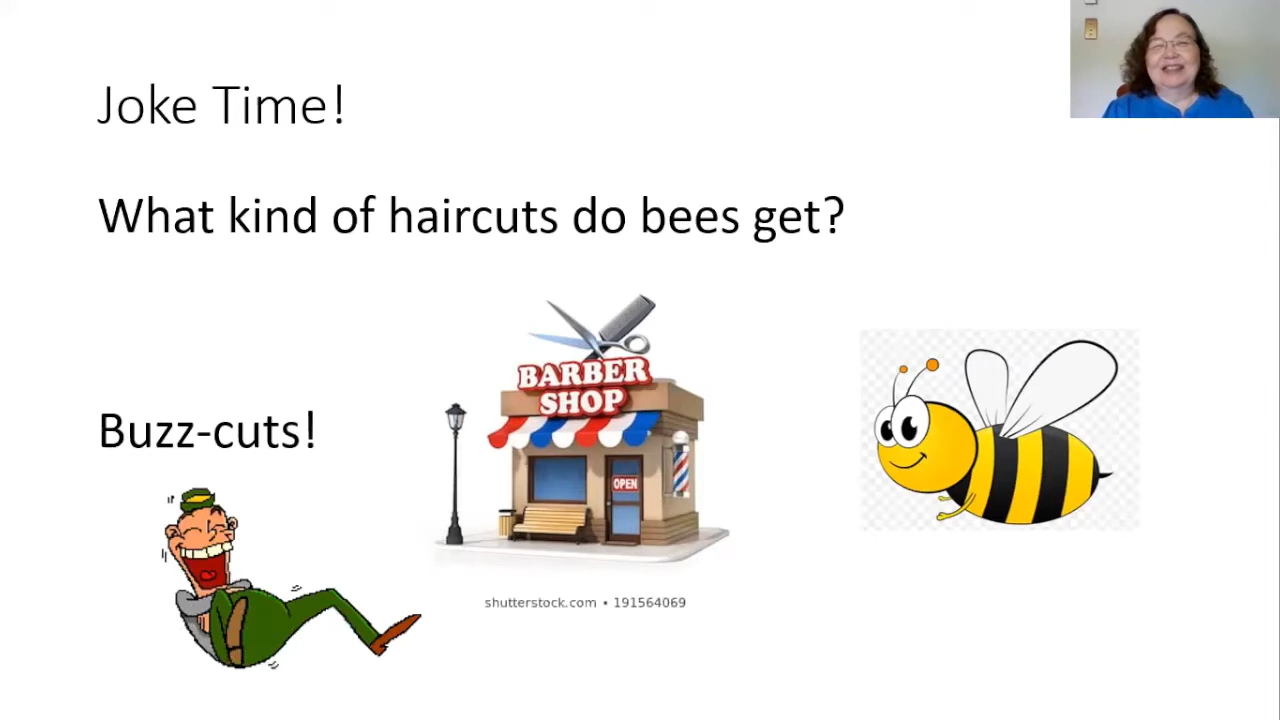 Joke Time!
What kind of haircuts do bees get?
BARBER
SHOP
OPEN
Buzz-cuts!
shutterstock.com • 191564069